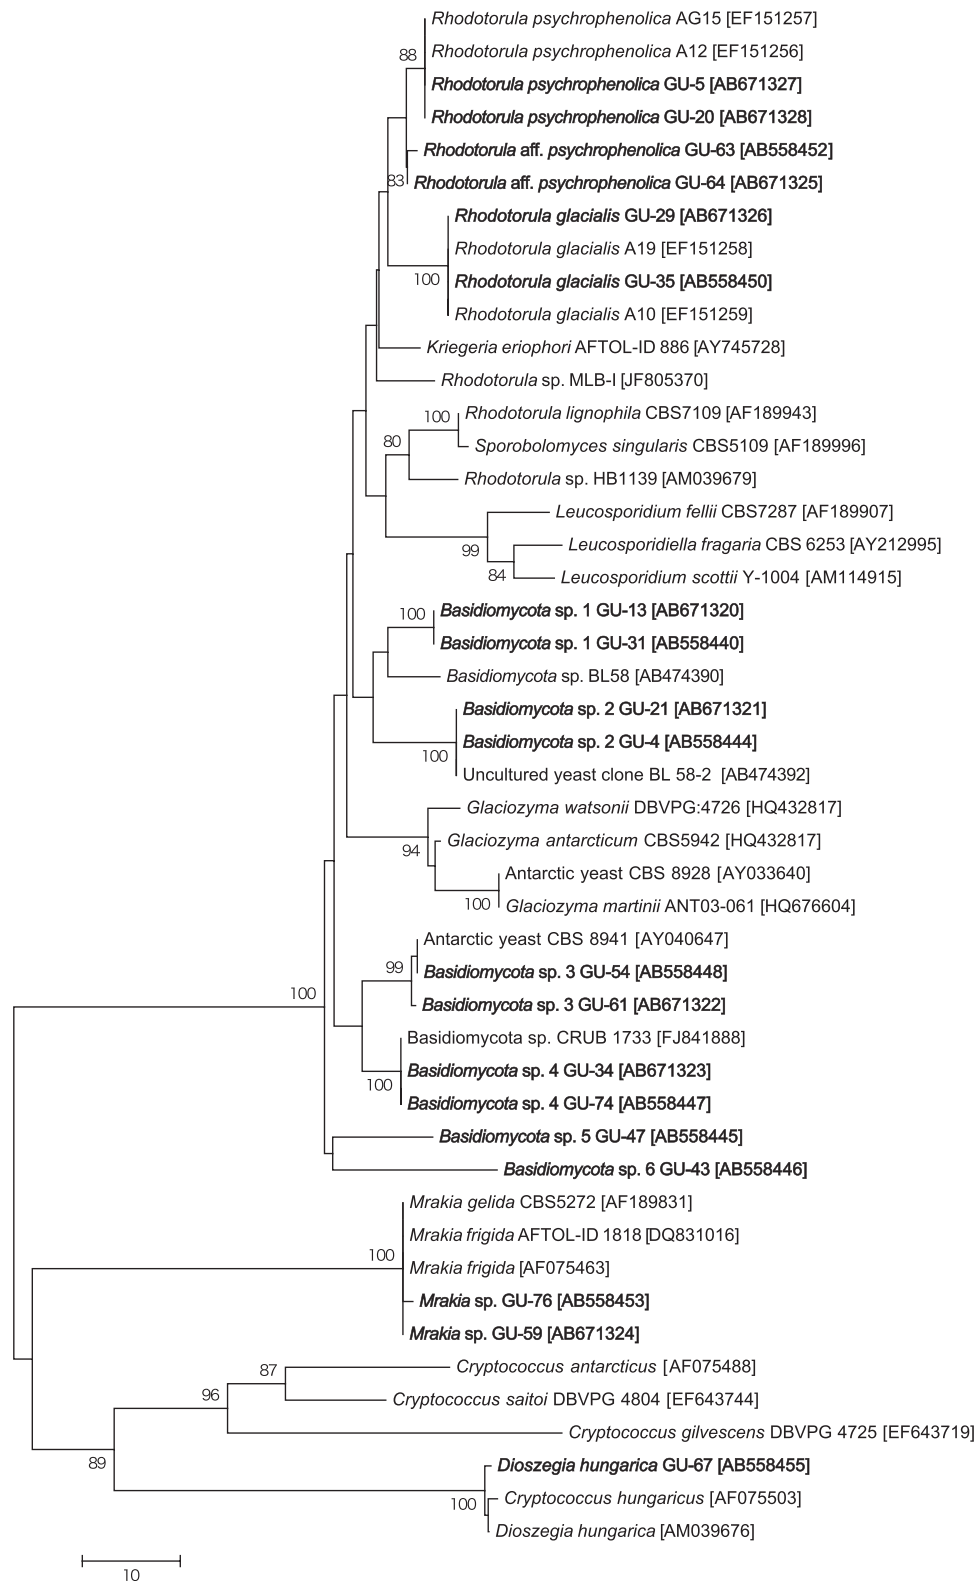 Rhodotorula psychrophenolica AG15 [EF151257]
88
Rhodotorula psychrophenolica A12 [EF151256]
Rhodotorula psychrophenolica GU-5 [AB671327]
Rhodotorula psychrophenolica GU-20 [AB671328]
Rhodotorula aff. psychrophenolica GU-63 [AB558452]
83
Rhodotorula aff. psychrophenolica GU-64 [AB671325]
Rhodotorula glacialis GU-29 [AB671326]
Rhodotorula glacialis A19 [EF151258]
100
Rhodotorula glacialis GU-35 [AB558450]
Rhodotorula glacialis A10 [EF151259]
Kriegeria eriophori AFTOL-ID 886 [AY745728]
Rhodotorula sp. MLB-I [JF805370]
100
Rhodotorula lignophila CBS7109 [AF189943]
80
Sporobolomyces singularis CBS5109 [AF189996]
Rhodotorula sp. HB1139 [AM039679]
Leucosporidium fellii CBS7287 [AF189907]
99
Leucosporidiella fragaria CBS 6253 [AY212995]
84
Leucosporidium scottii Y-1004 [AM114915]
100
Basidiomycota sp. 1 GU-13 [AB671320]
Basidiomycota sp. 1 GU-31 [AB558440]
Basidiomycota sp. BL58 [AB474390]
Basidiomycota sp. 2 GU-21 [AB671321]
100
Basidiomycota sp. 2 GU-4 [AB558444]
Uncultured yeast clone BL 58-2 [AB474392]
Glaciozyma watsonii DBVPG:4726 [HQ432817]
94
Glaciozyma antarcticum CBS5942 [HQ432817]
Antarctic yeast CBS 8928 [AY033640]
100
Glaciozyma martinii ANT03-061 [HQ676604]
Antarctic yeast CBS 8941 [AY040647]
99
Basidiomycota sp. 3 GU-54 [AB558448]
100
Basidiomycota sp. 3 GU-61 [AB671322]
Basidiomycota sp. CRUB 1733 [FJ841888]
100
Basidiomycota sp. 4 GU-34 [AB671323]
Basidiomycota sp. 4 GU-74 [AB558447]
Basidiomycota sp. 5 GU-47 [AB558445]
Basidiomycota sp. 6 GU-43 [AB558446]
Mrakia gelida CBS5272 [AF189831]
Mrakia frigida AFTOL-ID 1818 [DQ831016]
100
Mrakia frigida [AF075463]
Mrakia sp. GU-76 [AB558453]
Mrakia sp. GU-59 [AB671324]
87
Cryptococcus antarcticus [AF075488]
96
Cryptococcus saitoi DBVPG 4804 [EF643744]
Cryptococcus gilvescens DBVPG 4725 [EF643719]
89
Dioszegia hungarica GU-67 [AB558455]
100
Cryptococcus hungaricus [AF075503]
Dioszegia hungarica [AM039676]
10